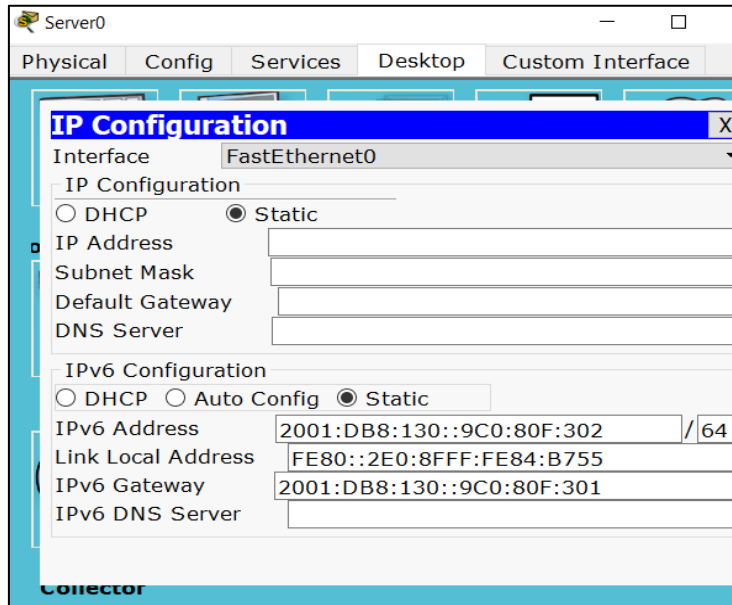 Server0
Physical Config Services Desktop Custom Interface
IP Configuration X
Interface FastEthernet0
IP Configuration
DHCP Static
IP Address
Subnet Mask
Default Gateway
DNS Server
IPv6 Configuration
DHCP Auto Config Static
IPv6 Address 2001:DB8:130::9C0:80F:302 / 64
Link Local Address FE80::2E0:8FFF:FE84:B755
IPv6 Gateway 2001:DB8:130::9C0:80F:301
IPv6 DNS Server
Collector